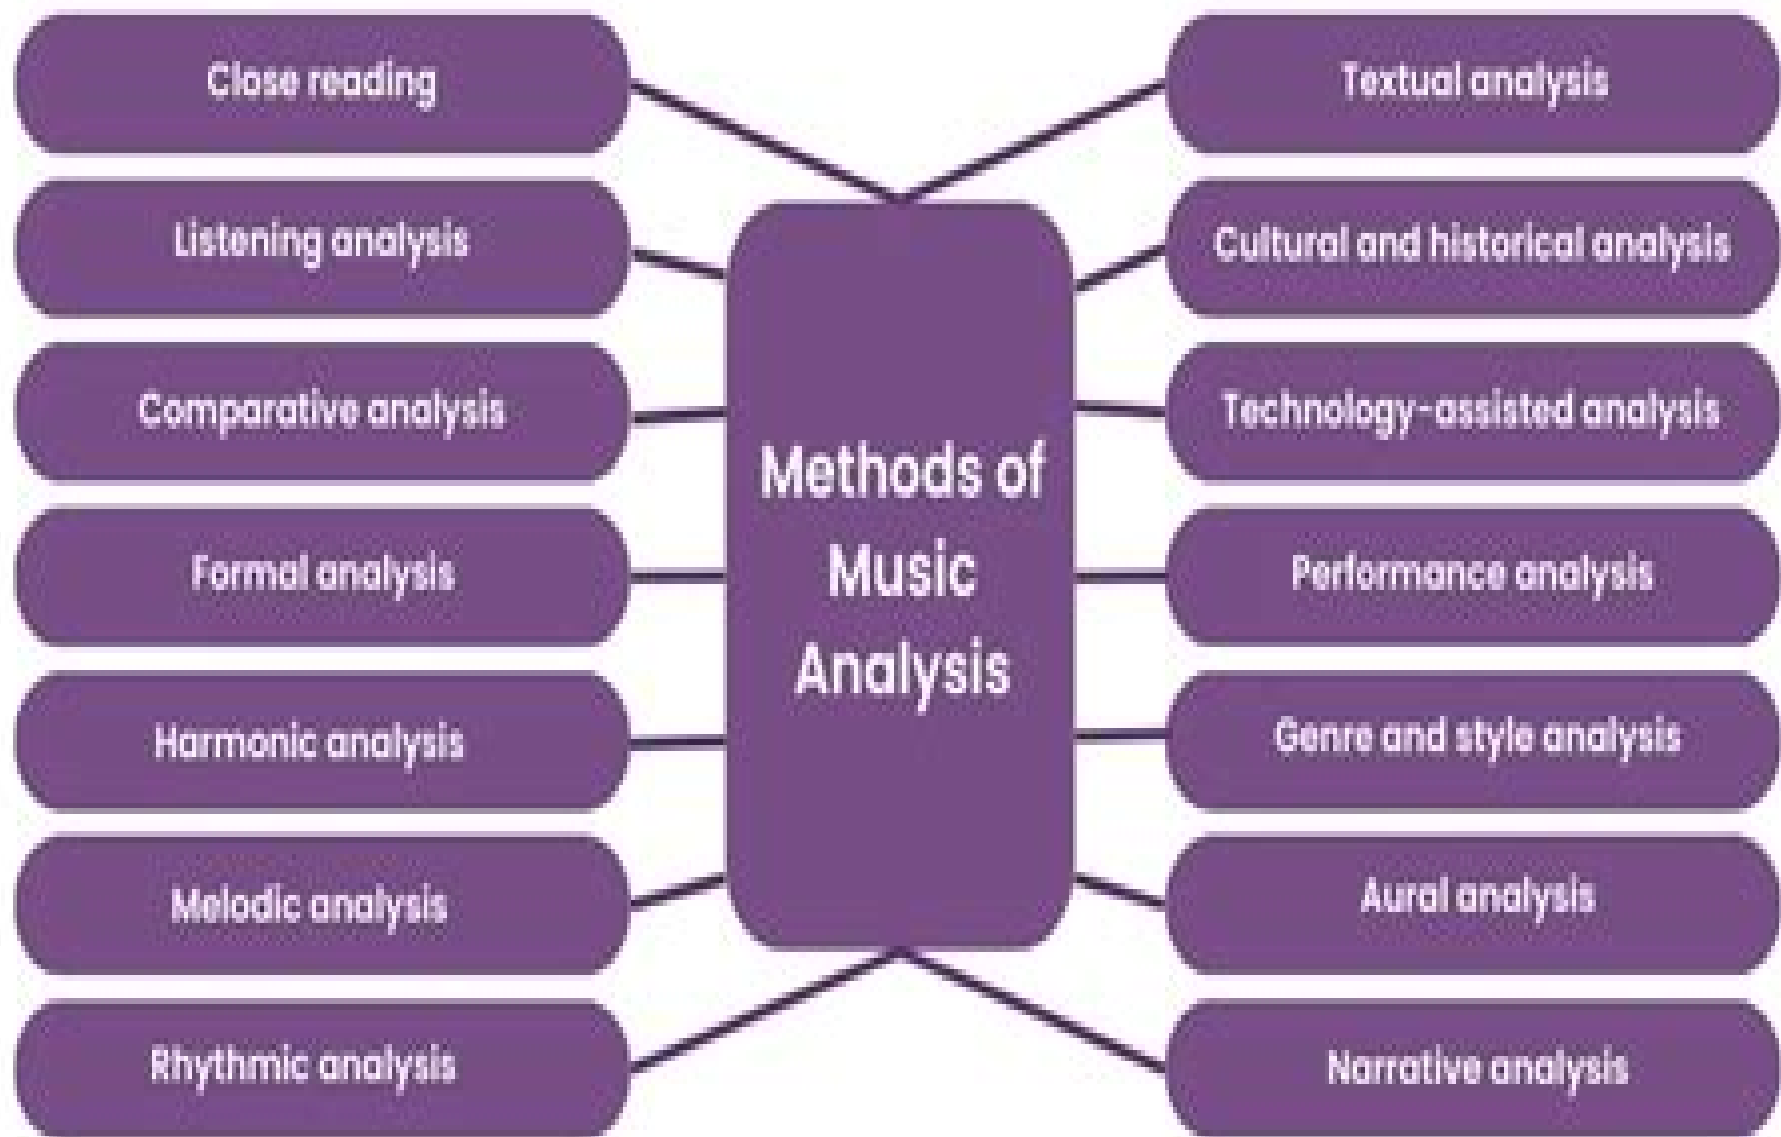 Close reading
Listening analysis
Comparative analysis
Formal analysis
Harmonic analysis
Melodic analysis
Rhythmic analysis
Methods of
Music
Analysis
Textual analysis
Cultural and historical analysis
Technology-assisted analysis
Performance analysis
Genre and style analysis
Aural analysis
Narrative analysis